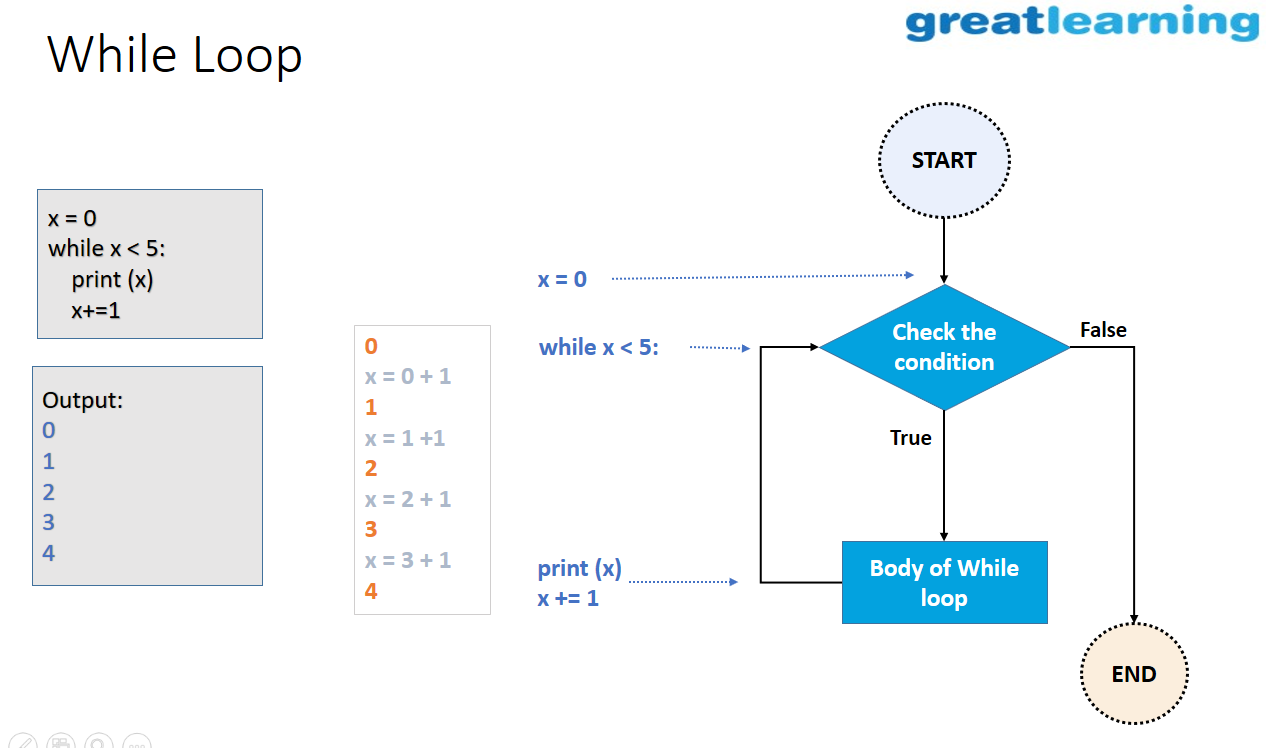 greatlearning
While Loop
x = 0
while x < 5:
print (x)
x+=1
Output:
0
1
2
3
4
0
x = 0 + 1
1
x = 1 +1
2
x = 2 + 1
3
x = 3 + 1
4
x = 0
while x < 5:
print (x)
x += 1
START
Check the
condition
False
True
Body of While
loop
END